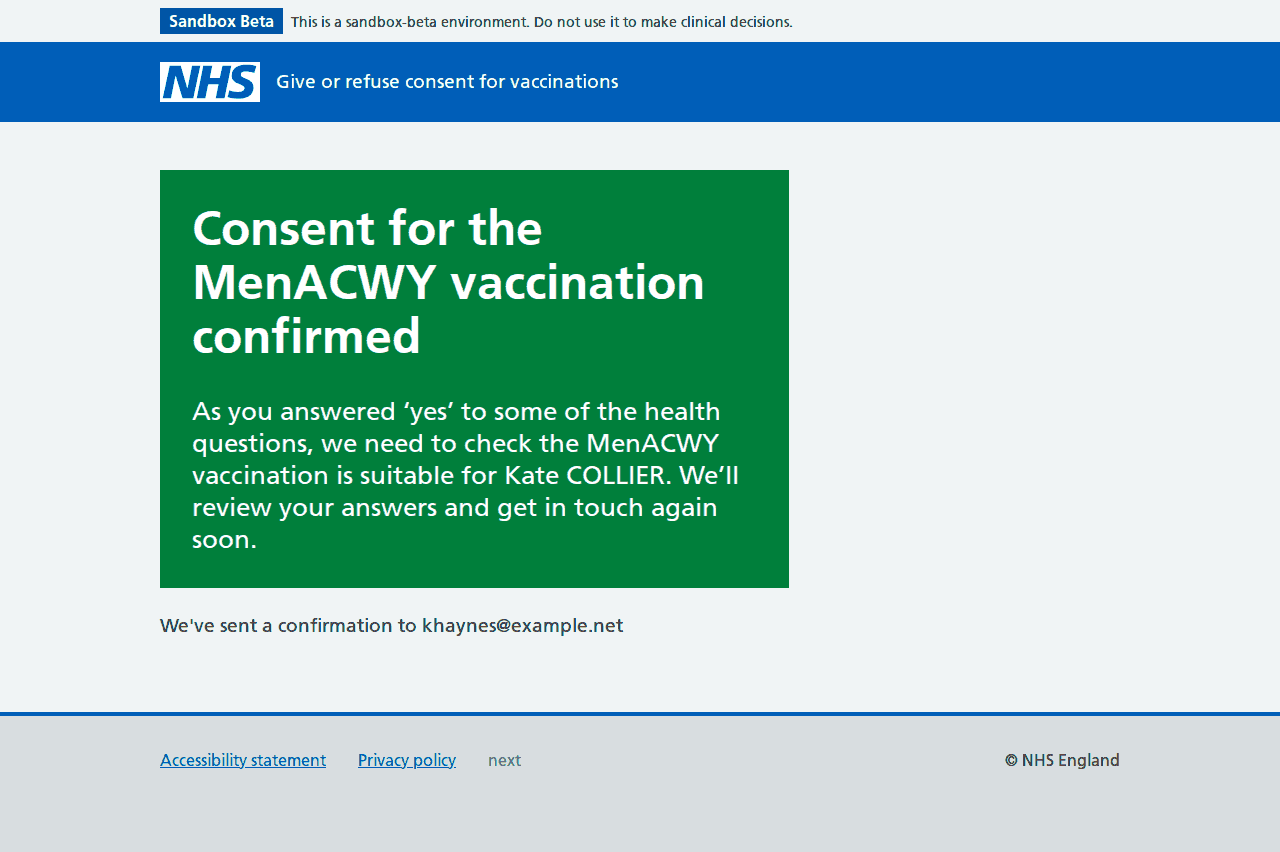 Sandbox Beta This is a sandbox-beta environment. Do not use it to make clinical decisions.
NHS Give or refuse consent for vaccinations
Consent for the
MenACWY vaccination
confirmed
As you answered ‘yes’ to some of the health
questions, we need to check the MenACWY
vaccination is suitable for Kate COLLIER. We’ll
review your answers and get in touch again
soon.
We've sent a confirmation to khaynes@example.net
Accessibility statement Privacy policy next © NHS England